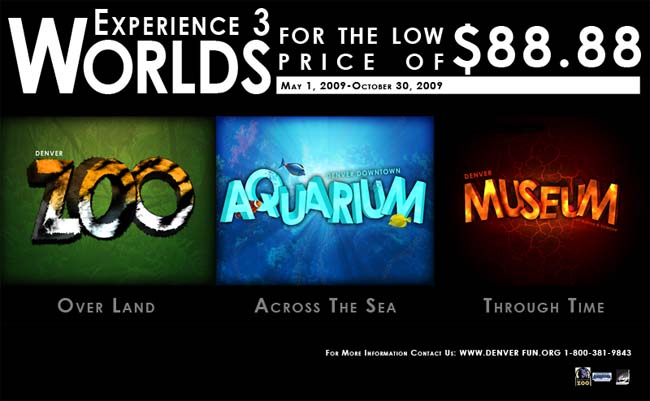 EXPERIENCE 3
WORLDS
FOR THE LOW
PRICE OF
$88.88
MAY 1, 2009-OCTOBER 30, 2009
DENVER
ZOO
DENVER DOWNTOWN
AQUARIUM
DENVER
MUSEUM
OVER LAND
ACROSS THE SEA
THROUGH TIME
FOR MORE INFORMATION CONTACT US: WWW.DENVER FUN.ORG 1-800-381-9843
ZOO